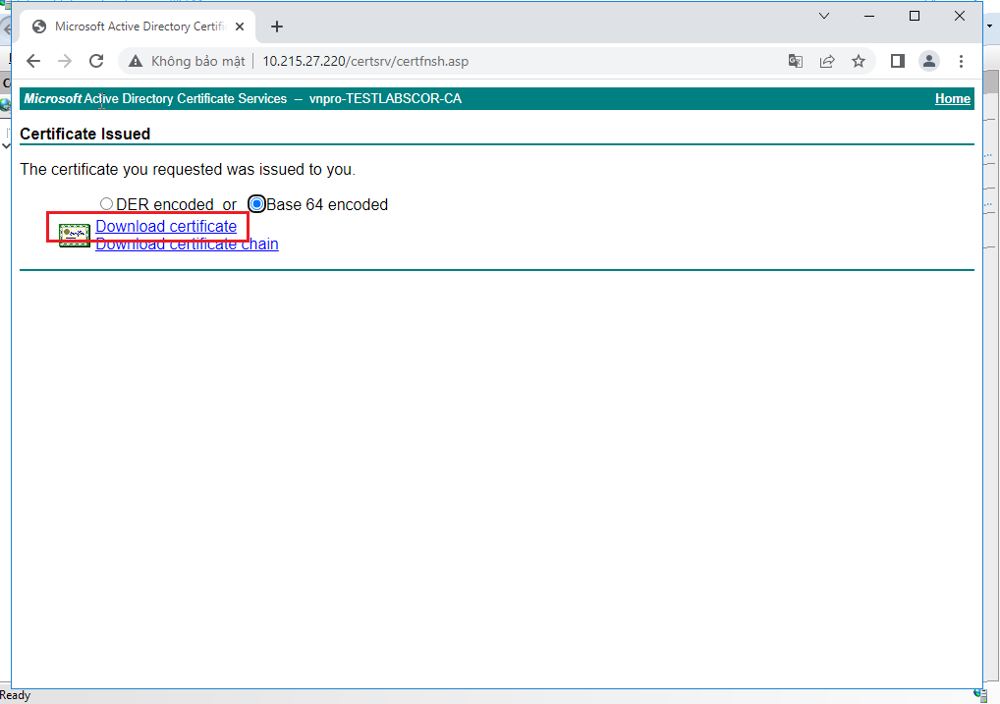 Microsoft Active Directory Certifi
Không bảo mật
10.215.27.220/certsrv/certfnsh.asp
Microsoft Active Directory Certificate Services -- vnpro-TESTLABSCOR-CA
Home
Certificate Issued
The certificate you requested was issued to you.
DER encoded or Base 64 encoded
Download certificate
Download certificate chain
Ready